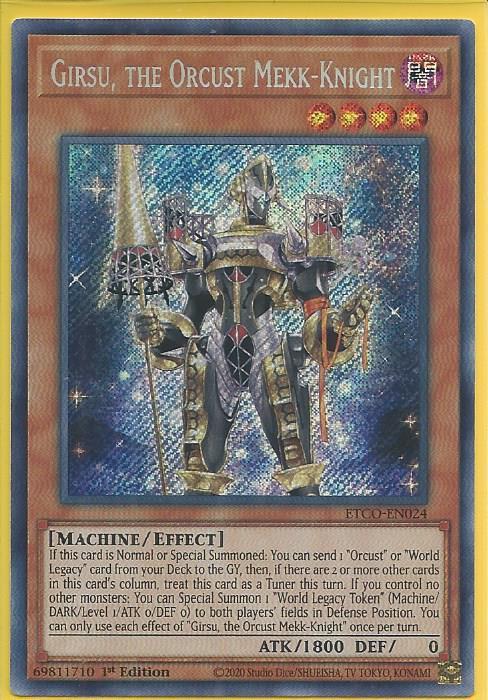 GIRSU, THE ORCUST MEKK-KNIGHT 闇
ETCO-EN024
[MACHINE/EFFECT]
If this card is Normal or Special Summoned: You can send 1 "Orcust" or "World
Legacy" card from your Deck to the GY, then, if there are 2 or more other cards
in this card's column, treat this card as a Tuner this turn. If you control no
other monsters: You can Special Summon 1 "World Legacy Token" (Machine/
DARK/Level 1/ATK 0/DEF 0) to both players' fields in Defense Position. You
can only use each effect of "Girsu, the Orcust Mekk-Knight" once per turn.
ATK/1800 DEF/ 0
69811710 1st Edition ©2020 Studio Dice/SHUEISHA, TV TOKYO, KONAMI